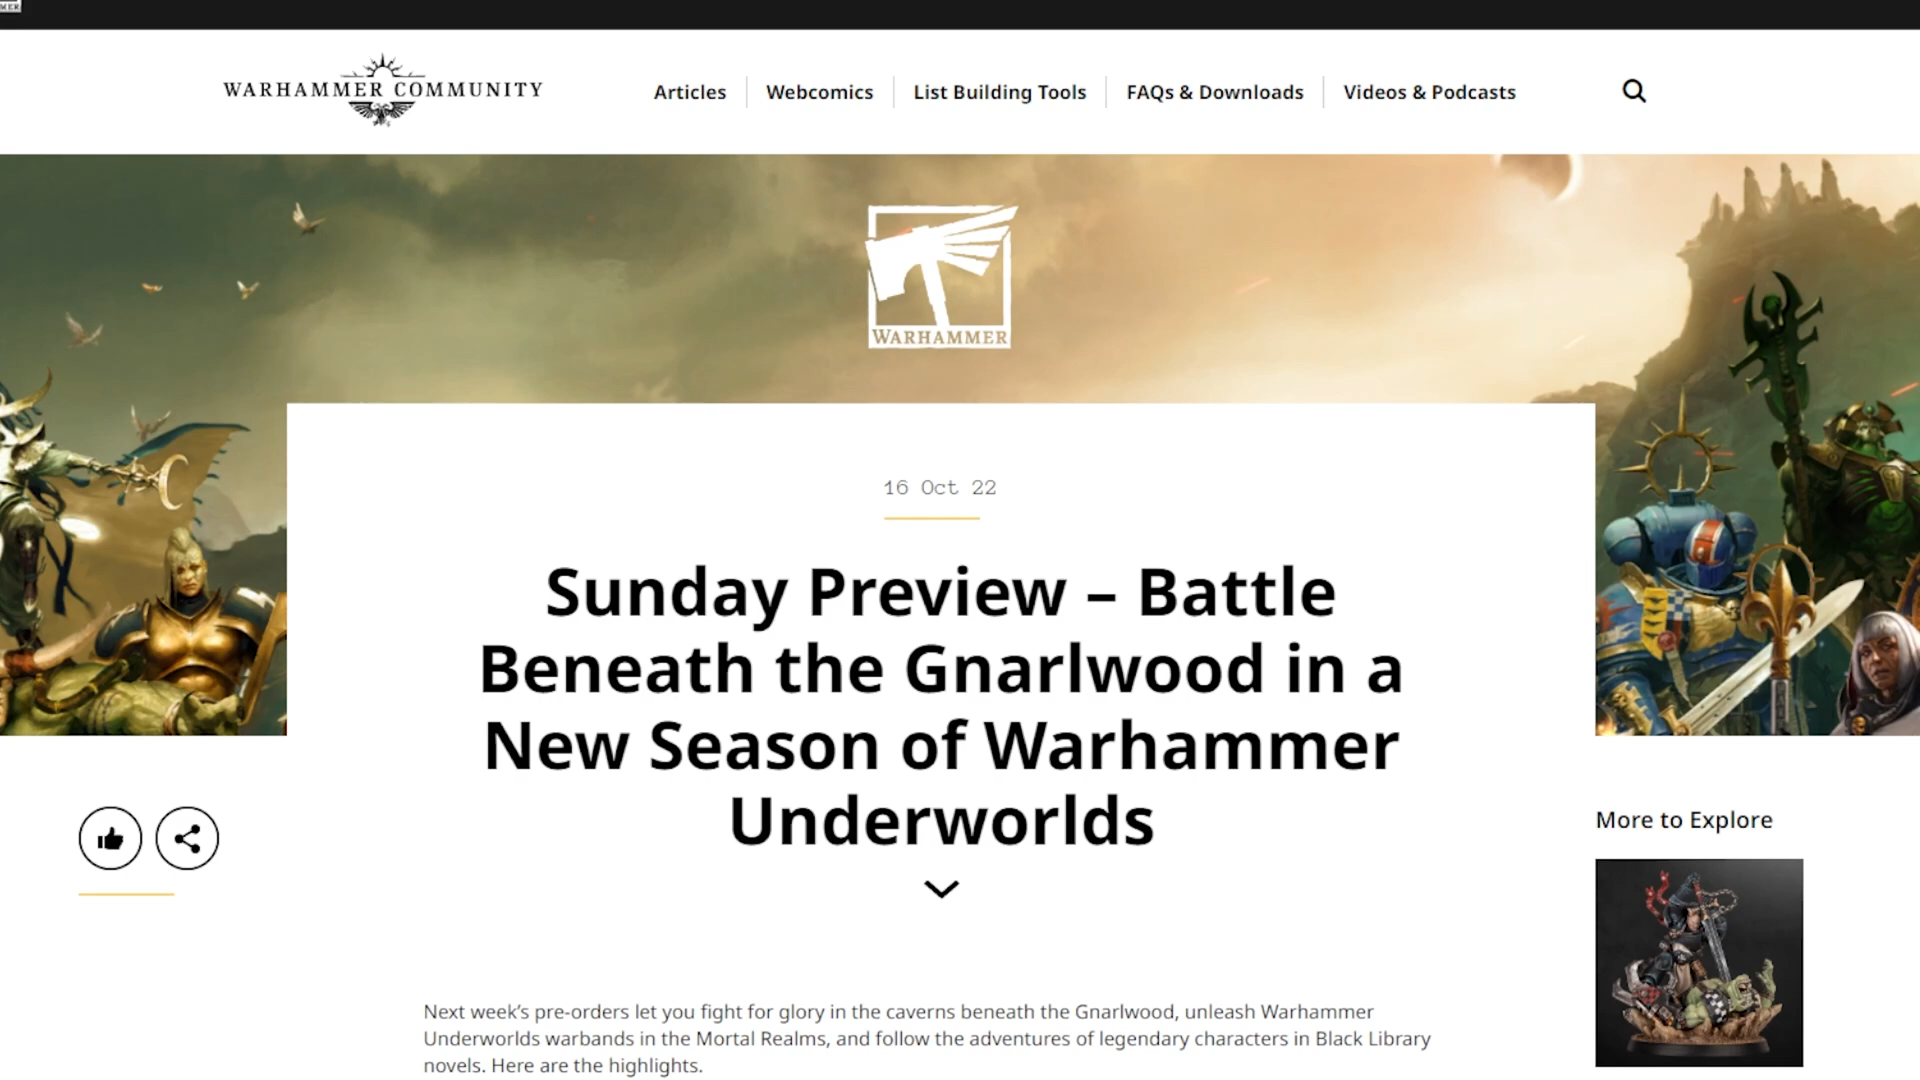 WARHAMMER COMMUNITY
Articles
Webcomics
List Building Tools
FAQs & Downloads
Videos & Podcasts
WARHAMMER
16 Oct 22
Sunday Preview – Battle
Beneath the Gnarlwood in a
New Season of Warhammer
Underworlds
More to Explore
Next week’s pre-orders let you fight for glory in the caverns beneath the Gnarlwood, unleash Warhammer
Underworlds warbands in the Mortal Realms, and follow the adventures of legendary characters in Black Library
novels. Here are the highlights.